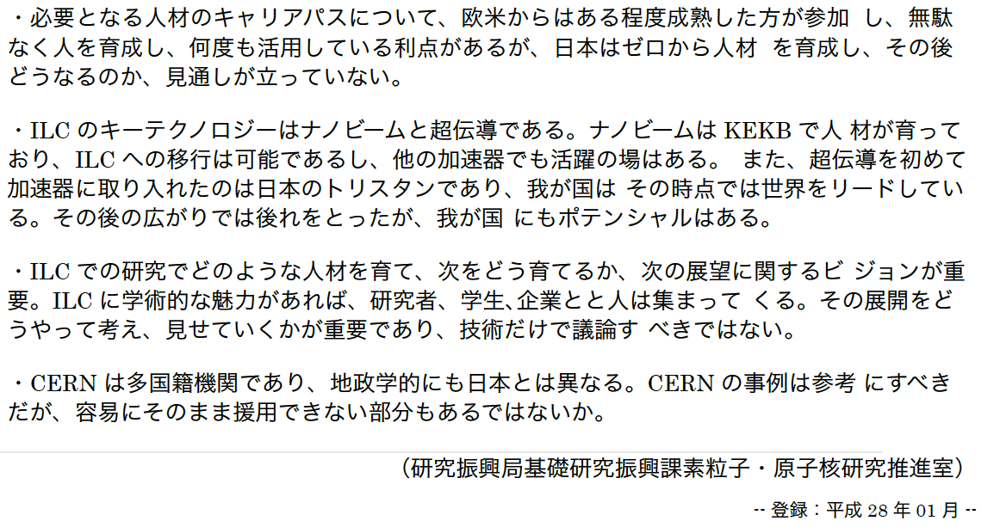 ・必要となる人材のキャリアパスについて、欧米からはある程度成熟した方が参加 し、無駄
なく人を育成し、何度も活用している利点があるが、日本はゼロから人材 を育成し、その後
どうなるのか、見通しが立っていない。
・ILC のキーテクノロジーはナノビームと超伝導である。ナノビームは KEKB で人 材が育って
おり、ILC への移行は可能であるし、他の加速器でも活躍の場はある。 また、超伝導を初めて
加速器に取り入れたのは日本のトリスタンであり、我が国は その時点では世界をリードしてい
る。その後の広がりでは後れをとったが、我が国 にもポテンシャルはある。
・ILC での研究でどのような人材を育て、次をどう育てるか、次の展望に関するビ ジョンが重
要。ILC に学術的な魅力があれば、研究者、学生、企業とと人は集まって くる。その展開をど
うやって考え、見せていくかが重要であり、技術だけで議論す べきではない。
・CERN は多国籍機関であり、地政学的にも日本とは異なる。CERN の事例は参考 にすべき
だが、容易にそのまま援用できない部分もあるではないか。
（研究振興局基礎研究振興課素粒子・原子核研究推進室）
-- 登録：平成 28 年 01 月 --